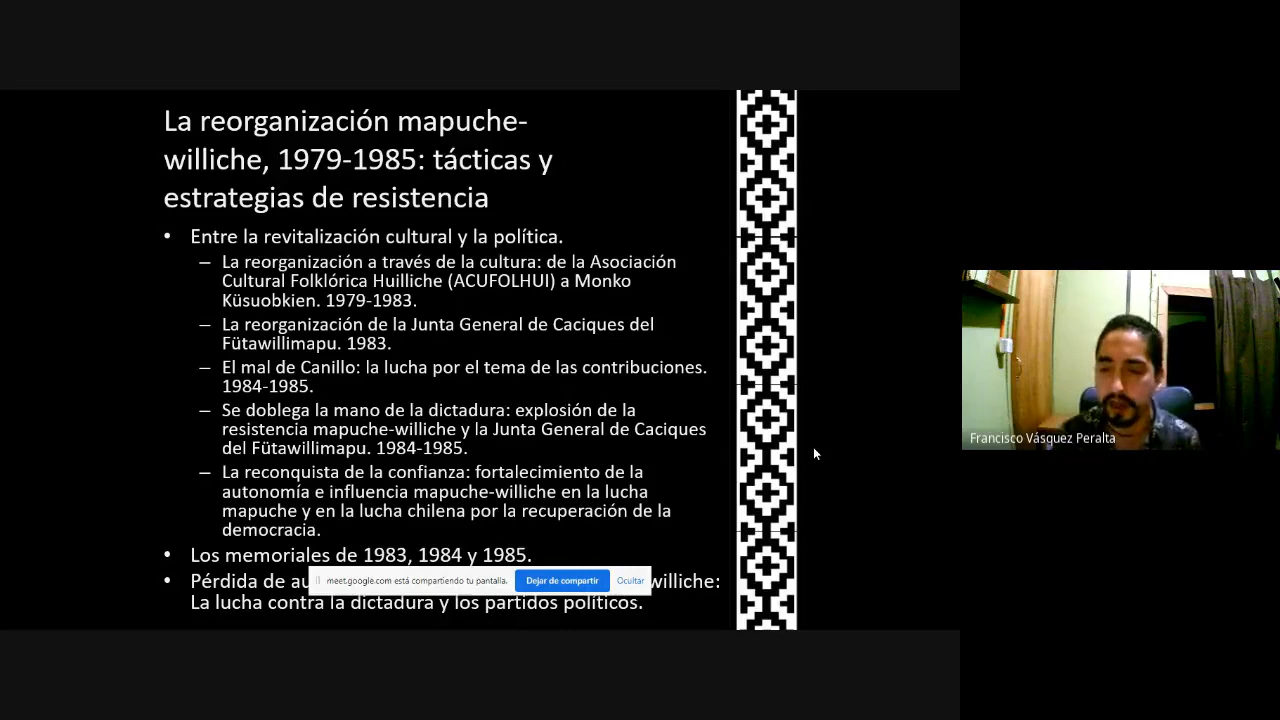 La reorganización mapuche-
williche, 1979-1985: tácticas y
estrategias de resistencia
• Entre la revitalización cultural y la política.
– La reorganización a través de la cultura: de la Asociación
Cultural Folklórica Huilliche (ACUFOLHUI) a Monko
Küsuobkien. 1979-1983.
– La reorganización de la Junta General de Caciques del
Fütawillimapu. 1983.
– El mal de Canillo: la lucha por el tema de las contribuciones.
1984-1985.
– Se doblega la mano de la dictadura: explosión de la
resistencia mapuche-williche y la Junta General de Caciques
del Fütawillimapu. 1984-1985.
– La reconquista de la confianza: fortalecimiento de la
autonomía e influencia mapuche-williche en la lucha
mapuche y en la lucha chilena por la recuperación de la
democracia.
• Los memoriales de 1983, 1984 y 1985.
• Pérdida de williche:
La lucha contra la dictadura y los partidos políticos.
meet.google.com está compartiendo tu pantalla.
Dejar de compartir
Ocultar
Francisco Vásquez Peralta